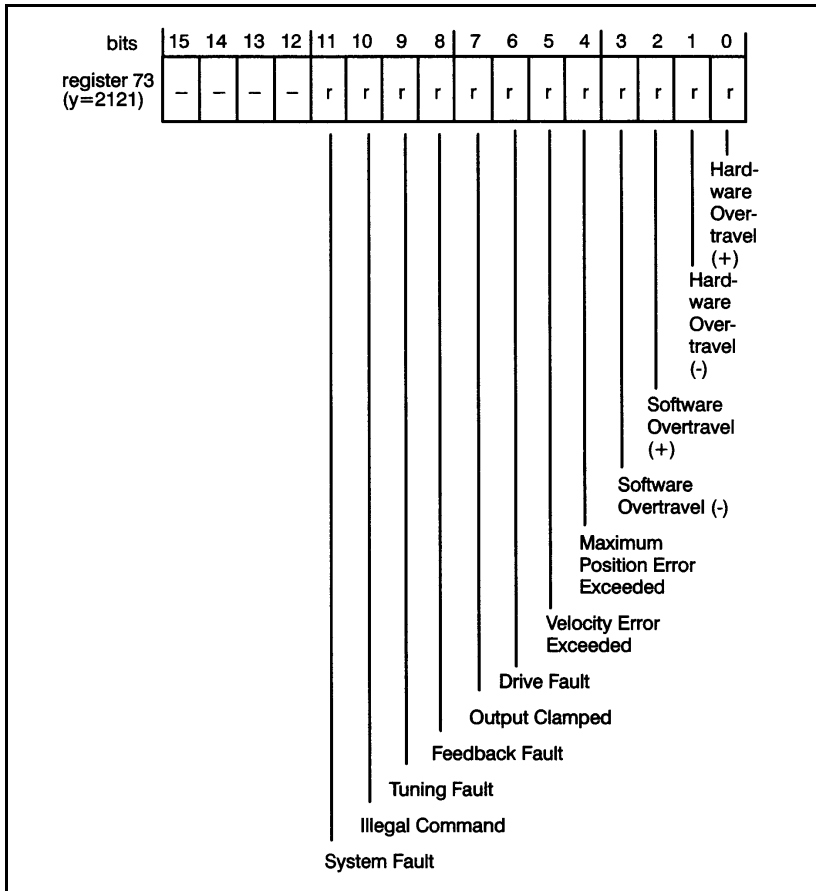 bits 15 14 13 12 11 10 9 8 7 6 5 4 3 2 1 0
register 73
(y=2121)
– – – – r r r r r r r r r r r r
Hard-
ware
Over-
travel
(+)
Hard-
ware
Over-
travel
(-)
Software
Overtravel
(+)
Software
Overtravel (-)
Maximum
Position Error
Exceeded
Velocity Error
Exceeded
Drive Fault
Output Clamped
Feedback Fault
Tuning Fault
Illegal Command
System Fault